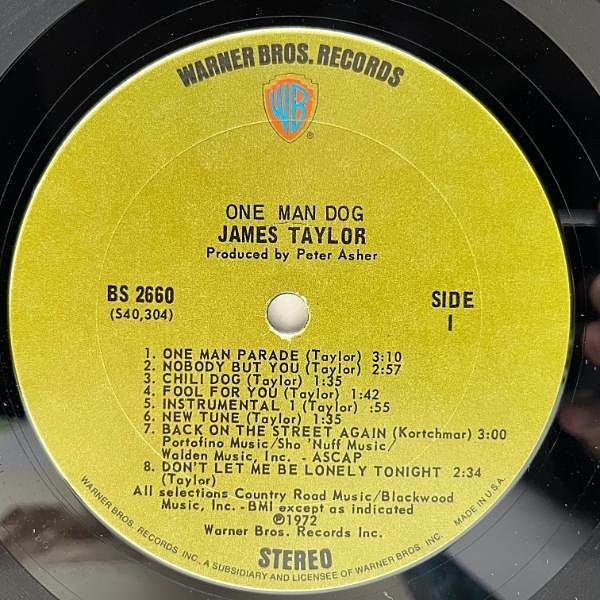 WARNER BROS. RECORDS
WB
®
ONE MAN DOG
JAMES TAYLOR
Produced by Peter Asher
BS 2660
(S40,304)
SIDE
1
1. ONE MAN PARADE (Taylor) 3:10
2. NOBODY BUT YOU (Taylor) 2:57
3. CHILI DOG (Taylor) 1:35
4. FOOL FOR YOU (Taylor) 1:42
5. INSTRUMENTAL 1 (Taylor) :55
6. NEW TUNE (Taylor) 1:35
7. BACK ON THE STREET AGAIN (Kortchmar) 3:00
Portofino Music/Sho 'Nuff Music/
Walden Music, Inc. - ASCAP
8. DON'T LET ME BE LONELY TONIGHT 2:34
(Taylor)
All selections Country Road Music/Blackwood
Music, Inc. -BMI except as indicated
℗1972
Warner Bros. Records Inc.
STEREO
WARNER BROS. RECORDS INC. A SUBSIDIARY AND LICENSEE OF WARNER BROS. INC. MADE IN U.S.A.